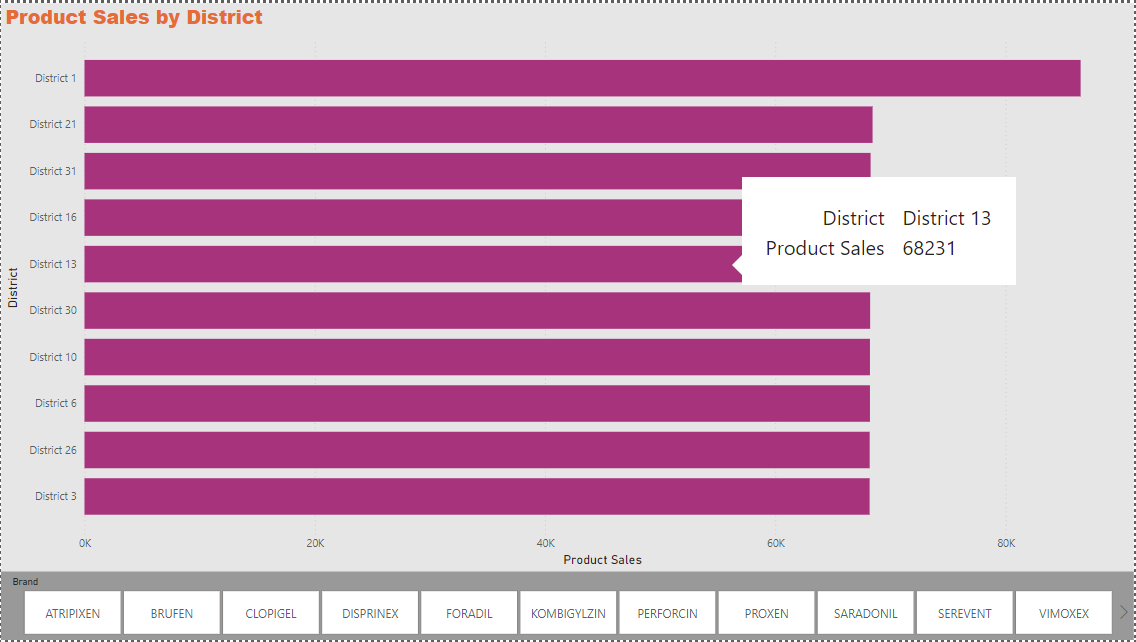 Product Sales by District
District
District 1
District 21
District 31
District 16
District 13
District 30
District 10
District 6
District 26
District 3
District District 13
Product Sales 68231
0K 20K 40K 60K 80K
Product Sales
Brand
ATRIPIXEN BRUFEN CLOPIGEL DISPRINEX FORADIL KOMBIGYLZIN PERFORCIN PROXEN SARADONIL SEREVENT VIMOXEX